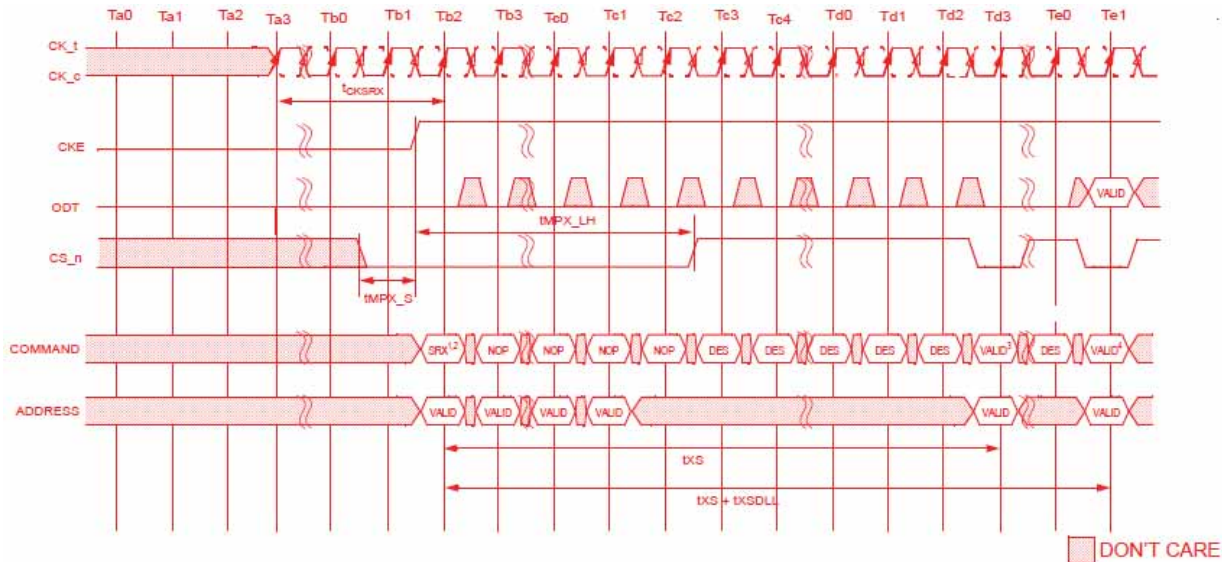 Ta0 Ta1 Ta2 Ta3 Tb0 Tb1 Tb2 Tb3 Tc0 Tc1 Tc2 Tc3 Tc4 Td0 Td1 Td2 Td3 Te0 Te1
CK_t
CK_c
tCKSRX
CKE
ODT VALID
tMPX_LH
CS_n
tMPX_S
COMMAND SRX1,2 NOP NOP NOP NOP DES DES DES DES DES VALID3 DES VALID4
ADDRESS VALID VALID VALID VALID VALID VALID
tXS
tXS + tXSDLL
DON'T CARE